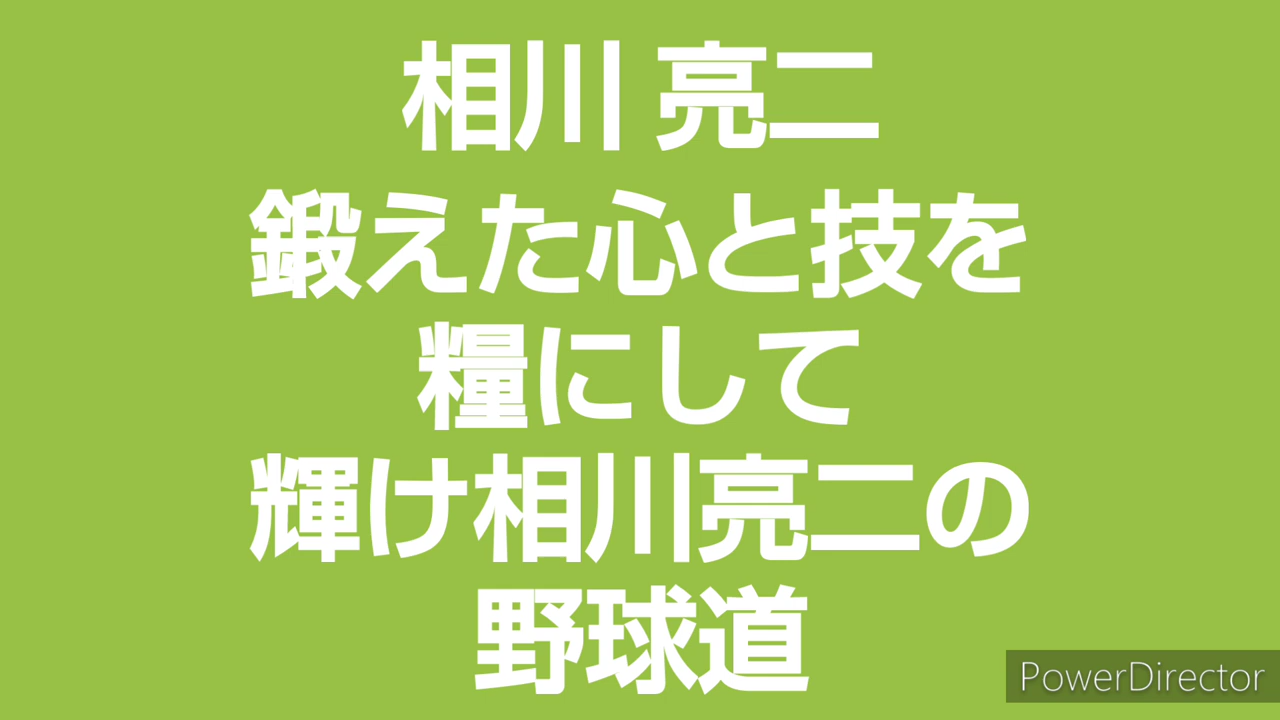 相川 亮二
鍛えた心と技を
糧にして
輝け相川亮二の
野球道
PowerDirector